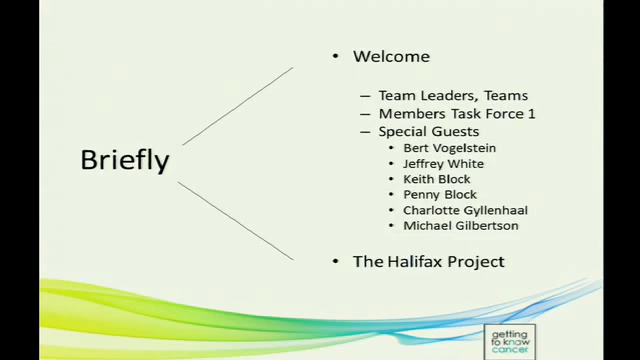 Briefly
• Welcome
– Team Leaders, Teams
– Members Task Force 1
– Special Guests
• Bert Vogelstein
• Jeffrey White
• Keith Block
• Penny Block
• Charlotte Gyllenhaal
• Michael Gilbertson
• The Halifax Project
getting
to know
cancer